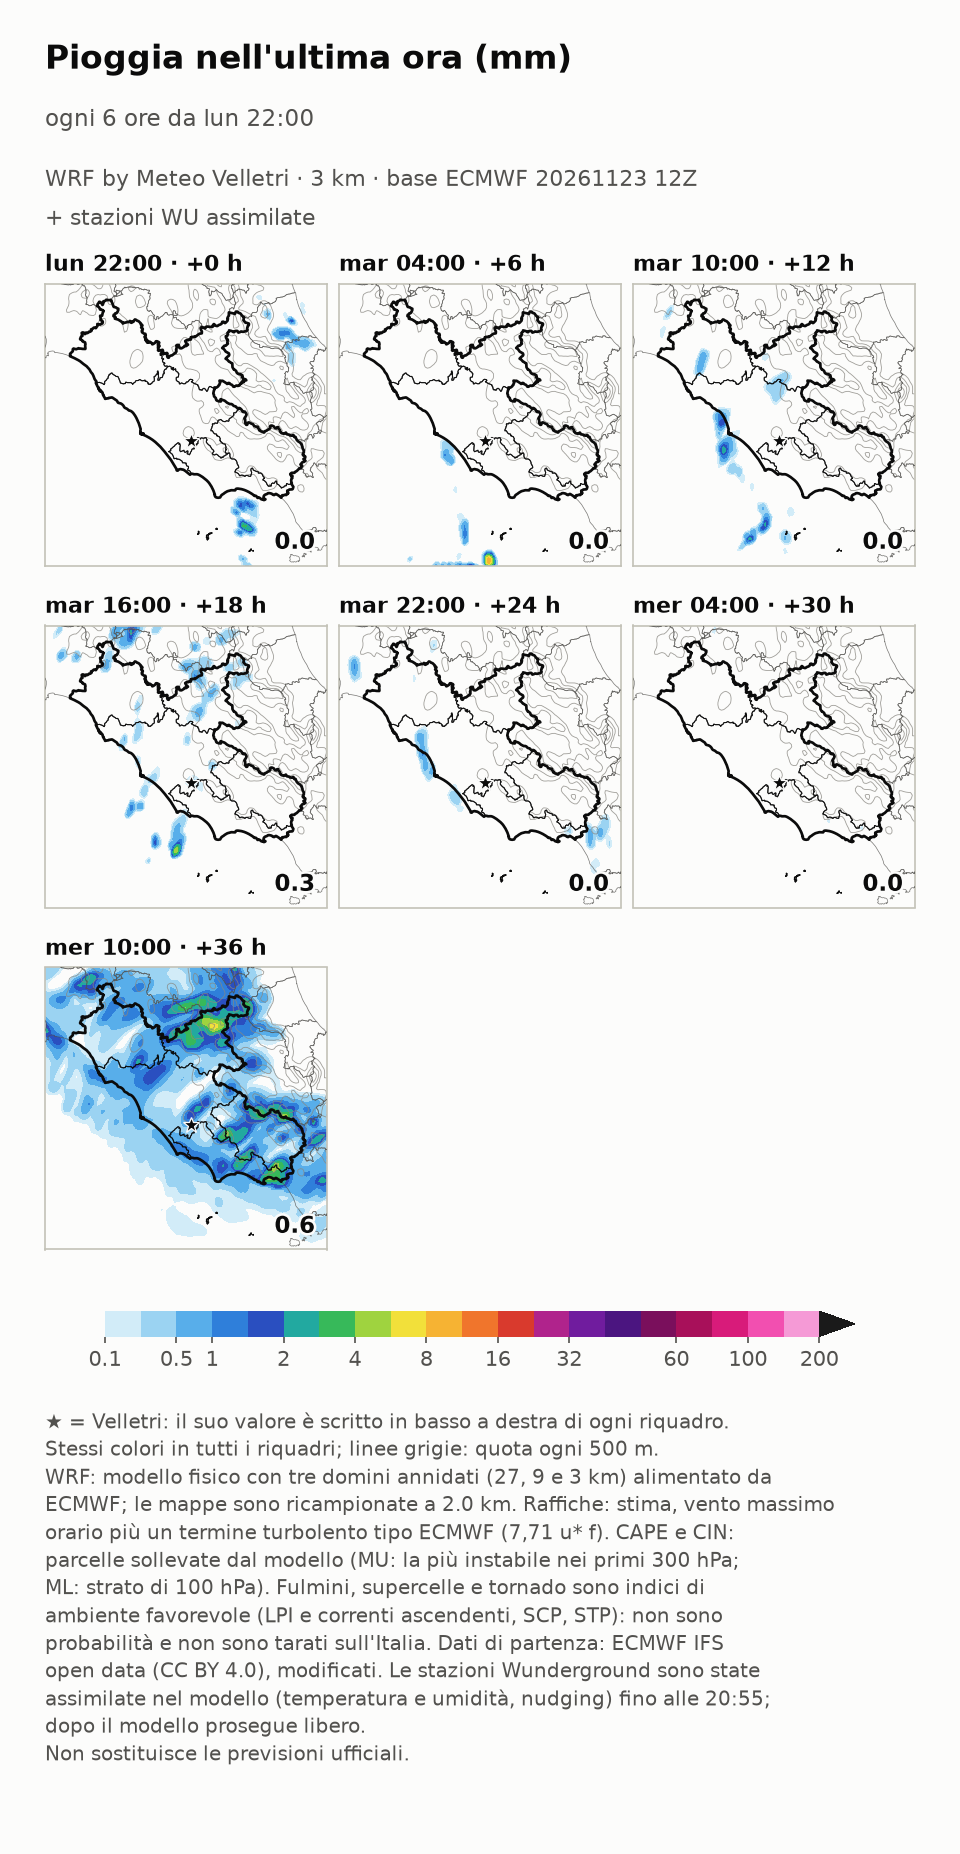 Pioggia nell'ultima ora (mm)
ogni 6 ore da lun 22:00
WRF by Meteo Velletri · 3 km · base ECMWF 20261123 12Z
+ stazioni WU assimilate
lun 22:00 · +0 h
mar 04:00 · +6 h
mar 10:00 · +12 h
0.0
0.0
0.0
mar 16:00 · +18 h
mar 22:00 · +24 h
mer 04:00 · +30 h
0.3
0.0
0.0
mer 10:00 · +36 h
0.6
0.1 0.5 1 2 4 8 16 32 60 100 200
★ = Velletri: il suo valore è scritto in basso a destra di ogni riquadro.
Stessi colori in tutti i riquadri; linee grigie: quota ogni 500 m.
WRF: modello fisico con tre domini annidati (27, 9 e 3 km) alimentato da
ECMWF; le mappe sono ricampionate a 2.0 km. Raffiche: stima, vento massimo
orario più un termine turbolento tipo ECMWF (7,71 u* f). CAPE e CIN:
parcelle sollevate dal modello (MU: la più instabile nei primi 300 hPa;
ML: strato di 100 hPa). Fulmini, supercelle e tornado sono indici di
ambiente favorevole (LPI e correnti ascendenti, SCP, STP): non sono
probabilità e non sono tarati sull'Italia. Dati di partenza: ECMWF IFS
open data (CC BY 4.0), modificati. Le stazioni Wunderground sono state
assimilate nel modello (temperatura e umidità, nudging) fino alle 20:55;
dopo il modello prosegue libero.
Non sostituisce le previsioni ufficiali.